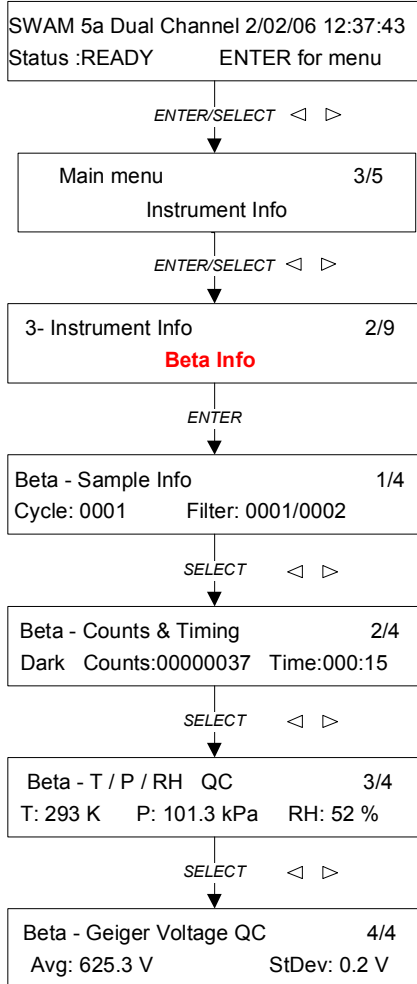 SWAM 5a Dual Channel 2/02/06 12:37:43
Status :READY ENTER for menu
ENTER/SELECT ◁ ▷
Main menu 3/5
Instrument Info
ENTER/SELECT ◁ ▷
3- Instrument Info 2/9
Beta Info
ENTER
Beta - Sample Info 1/4
Cycle: 0001 Filter: 0001/0002
SELECT ◁ ▷
Beta - Counts & Timing 2/4
Dark Counts:00000037 Time:000:15
SELECT ◁ ▷
Beta - T / P / RH QC 3/4
T: 293 K P: 101.3 kPa RH: 52 %
SELECT ◁ ▷
Beta - Geiger Voltage QC 4/4
Avg: 625.3 V StDev: 0.2 V